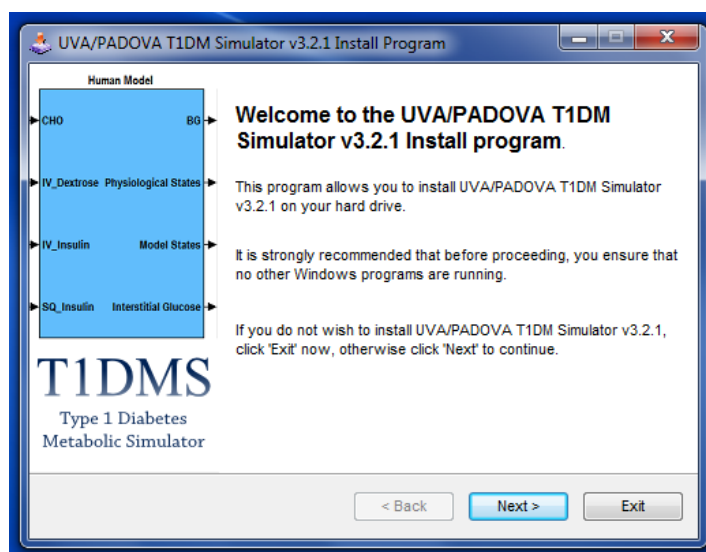 UVA/PADOVA T1DM Simulator v3.2.1 Install Program
Human Model
CHO BG
IV_Dextrose Physiological States
IV_Insulin Model States
SQ_Insulin Interstitial Glucose
T1DMS
Type 1 Diabetes
Metabolic Simulator
Welcome to the UVA/PADOVA T1DM
Simulator v3.2.1 Install program.
This program allows you to install UVA/PADOVA T1DM Simulator
v3.2.1 on your hard drive.
It is strongly recommended that before proceeding, you ensure that
no other Windows programs are running.
If you do not wish to install UVA/PADOVA T1DM Simulator v3.2.1,
click 'Exit' now, otherwise click 'Next' to continue.
< Back Next > Exit